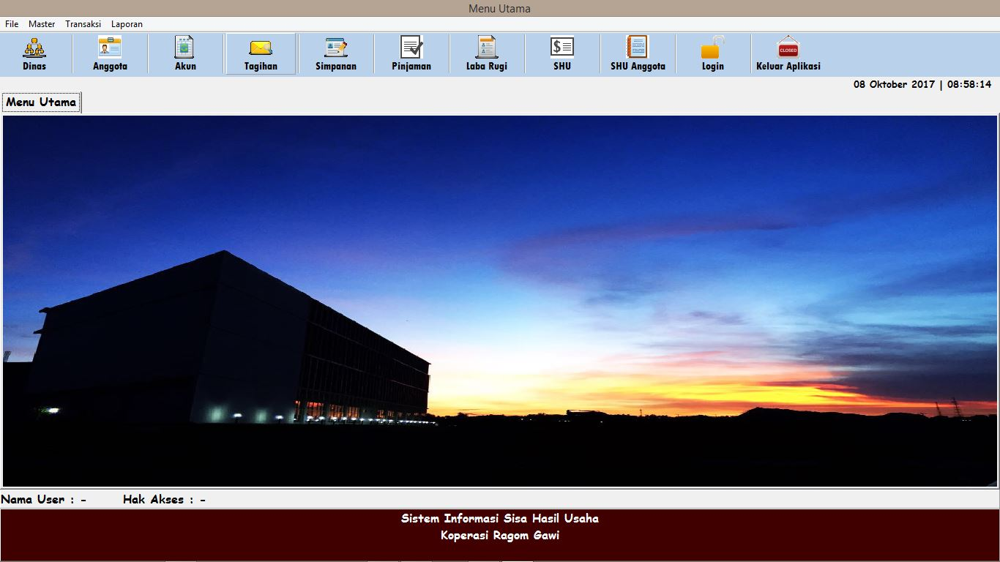 Menu Utama
File Master Transaksi Laporan
Dinas Anggota Akun Tagihan Simpanan Pinjaman Laba Rugi SHU SHU Anggota Login CLOSED Keluar Aplikasi
08 Oktober 2017 | 08:58:14
Menu Utama
Nama User : - Hak Akses : -
Sistem Informasi Sisa Hasil Usaha
Koperasi Ragom Gawi